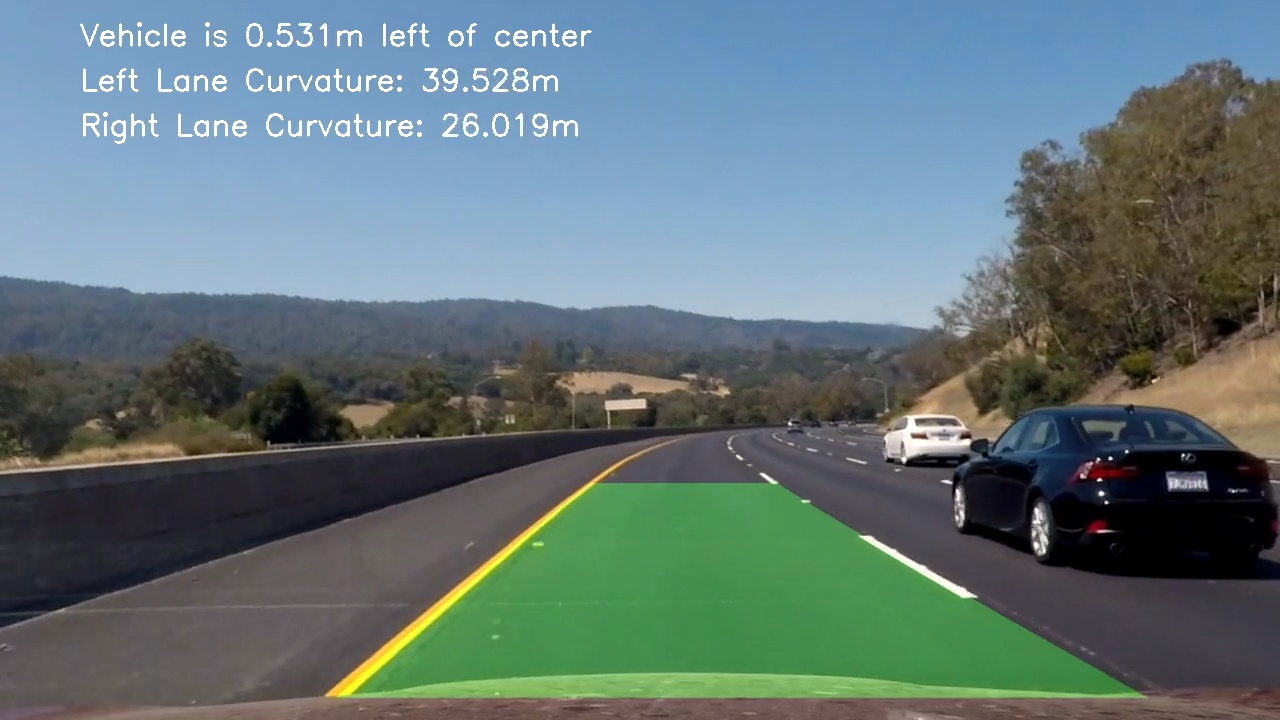 Vehicle is 0.531m left of center
Left Lane Curvature: 39.528m
Right Lane Curvature: 26.019m